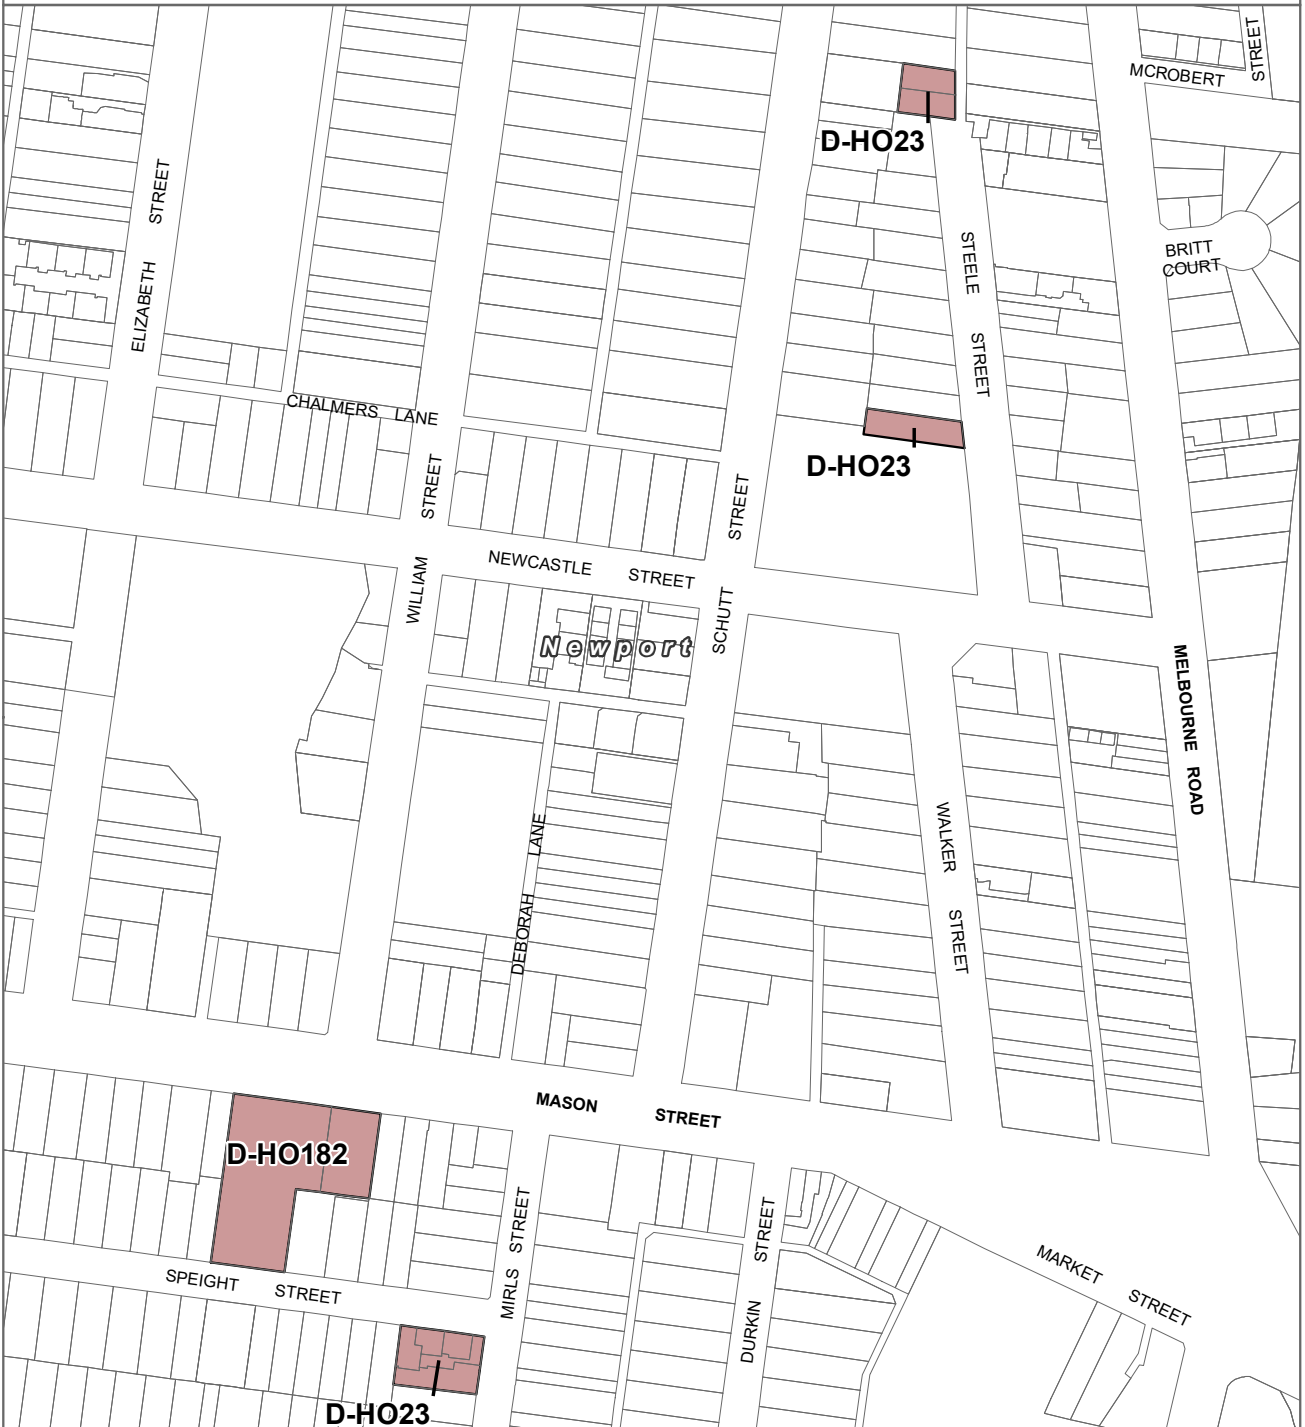 STREET
MCROBERT
D-HO23
STREET
ELIZABETH
BRITT
COURT
STEELE
STREET
CHALMERS LANE
D-HO23
STREET
WILLIAM
STREET
SCHUTT
NEWCASTLE STREET
Newport
MELBOURNE ROAD
WALKER
STREET
LANE
DEBORAH
MASON STREET
D-HO182
STREET
MIRLS
STREET
DURKIN
MARKET
STREET
SPEIGHT STREET
D-HO23